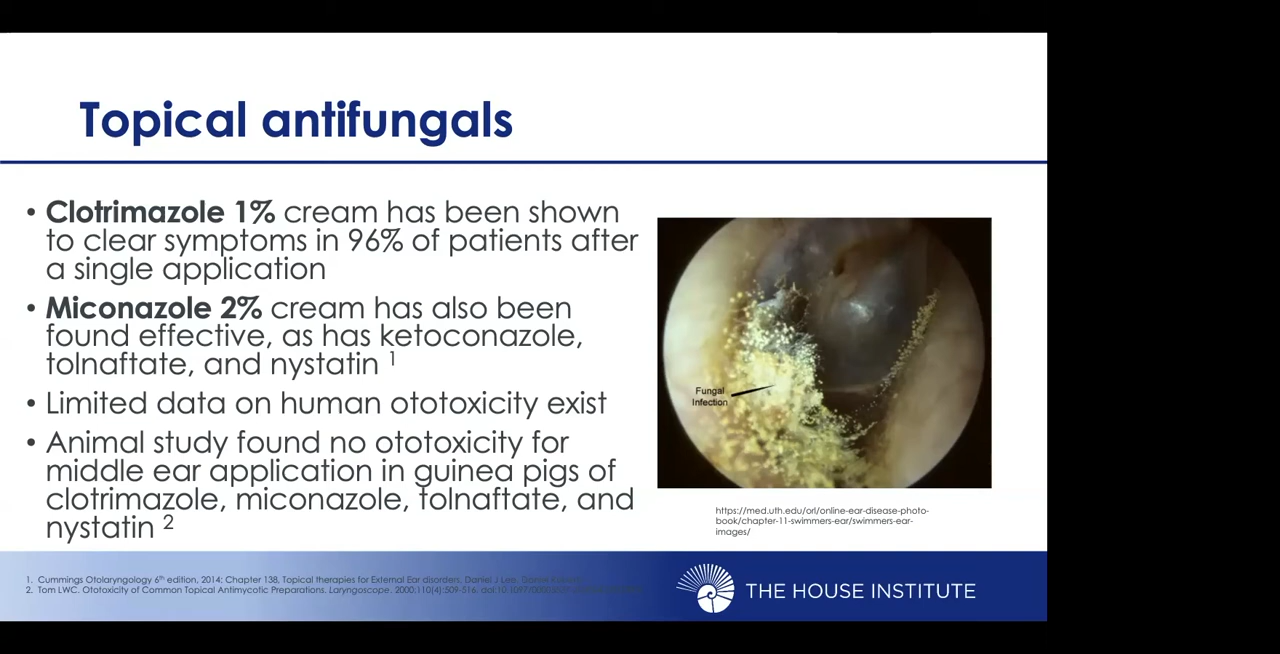 Topical antifungals
• Clotrimazole 1% cream has been shown
to clear symptoms in 96% of patients after
a single application
• Miconazole 2% cream has also been
found effective, as has ketoconazole,
tolnaftate, and nystatin 1
• Limited data on human ototoxicity exist
• Animal study found no ototoxicity for
middle ear application in guinea pigs of
clotrimazole, miconazole, tolnaftate, and
nystatin 2
Fungal
Infection
https://med.uth.edu/orl/online-ear-disease-photo-
book/chapter-11-swimmers-ear/swimmers-ear-
images/
1. Cummings Otolaryngology 6th edition, 2014; Chapter 138, Topical therapies for External Ear disorders, Daniel J Lee, Daniel
2. Tom LWC. Ototoxicity of Common Topical Antimycotic Preparations. Laryngoscope. 2000.110(4):509-516.
THE HOUSE INSTITUTE